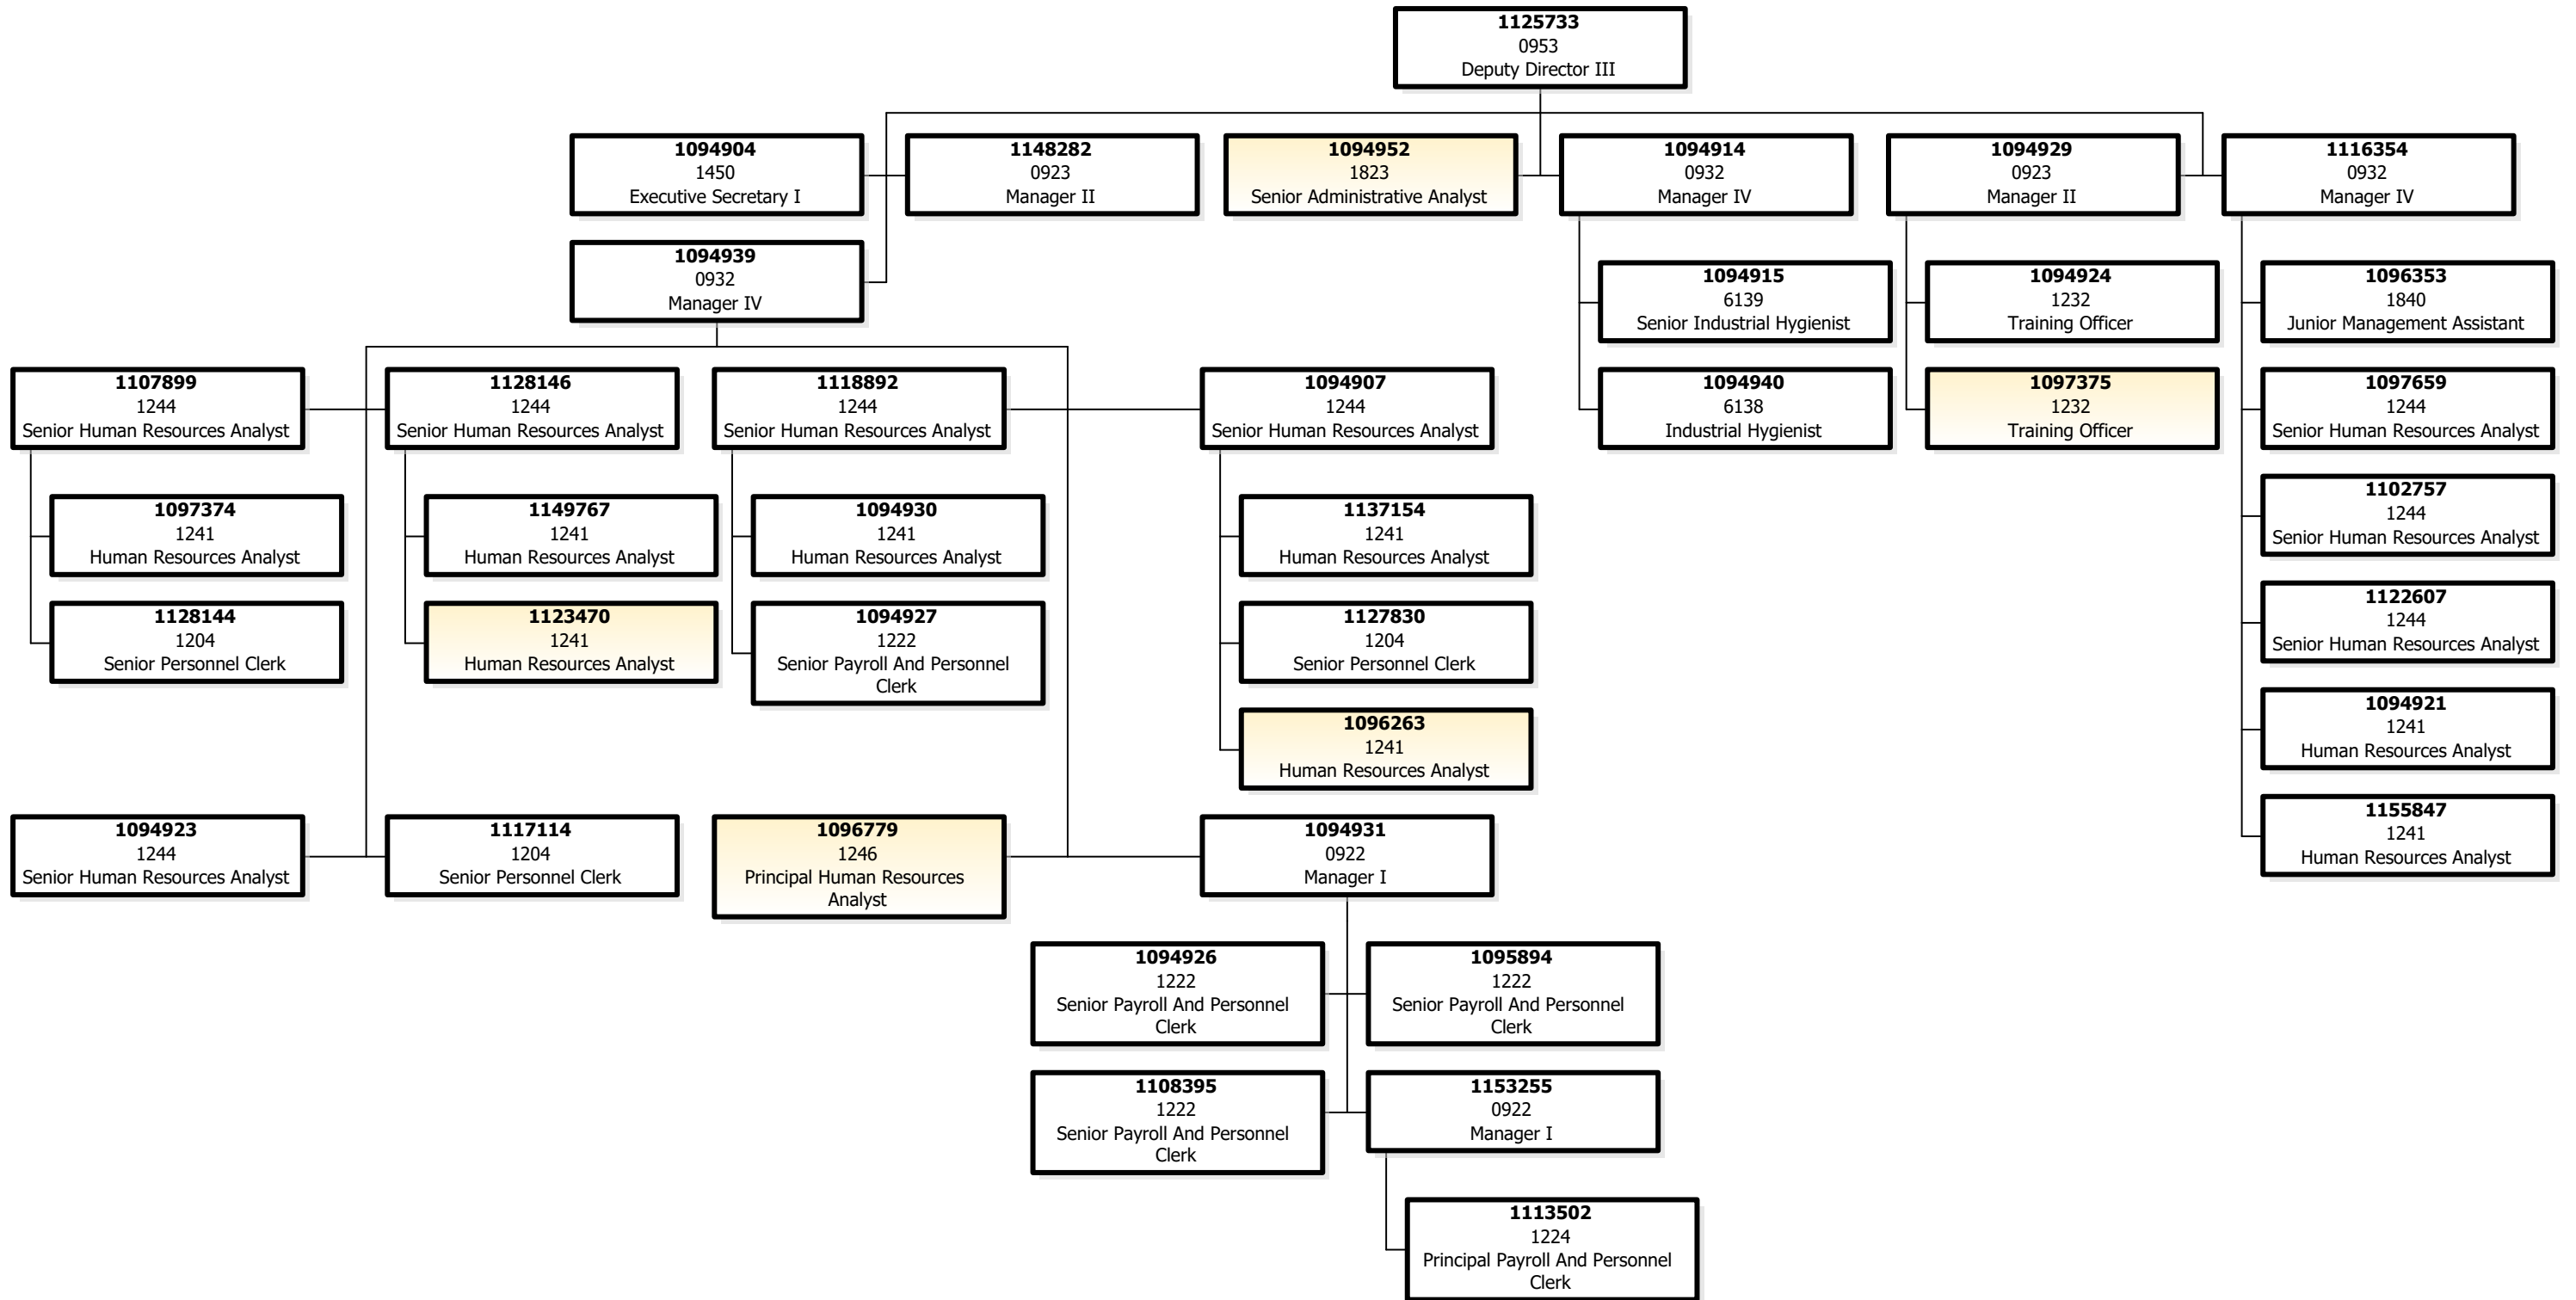 1125733
0953
Deputy Director III
1094904
1450
Executive Secretary I
1148282
0923
Manager II
1094952
1823
Senior Administrative Analyst
1094914
0932
Manager IV
1094929
0923
Manager II
1116354
0932
Manager IV
1094939
0932
Manager IV
1094915
6139
Senior Industrial Hygienist
1094924
1232
Training Officer
1096353
1840
Junior Management Assistant
1107899
1244
Senior Human Resources Analyst
1128146
1244
Senior Human Resources Analyst
1118892
1244
Senior Human Resources Analyst
1094907
1244
Senior Human Resources Analyst
1094940
6138
Industrial Hygienist
1097375
1232
Training Officer
1097659
1244
Senior Human Resources Analyst
1097374
1241
Human Resources Analyst
1149767
1241
Human Resources Analyst
1094930
1241
Human Resources Analyst
1137154
1241
Human Resources Analyst
1102757
1244
Senior Human Resources Analyst
1128144
1204
Senior Personnel Clerk
1123470
1241
Human Resources Analyst
1094927
1222
Senior Payroll And Personnel
Clerk
1127830
1204
Senior Personnel Clerk
1122607
1244
Senior Human Resources Analyst
1096263
1241
Human Resources Analyst
1094921
1241
Human Resources Analyst
1094923
1244
Senior Human Resources Analyst
1117114
1204
Senior Personnel Clerk
1096779
1246
Principal Human Resources
Analyst
1094931
0922
Manager I
1155847
1241
Human Resources Analyst
1094926
1222
Senior Payroll And Personnel
Clerk
1095894
1222
Senior Payroll And Personnel
Clerk
1108395
1222
Senior Payroll And Personnel
Clerk
1153255
0922
Manager I
1113502
1224
Principal Payroll And Personnel
Clerk